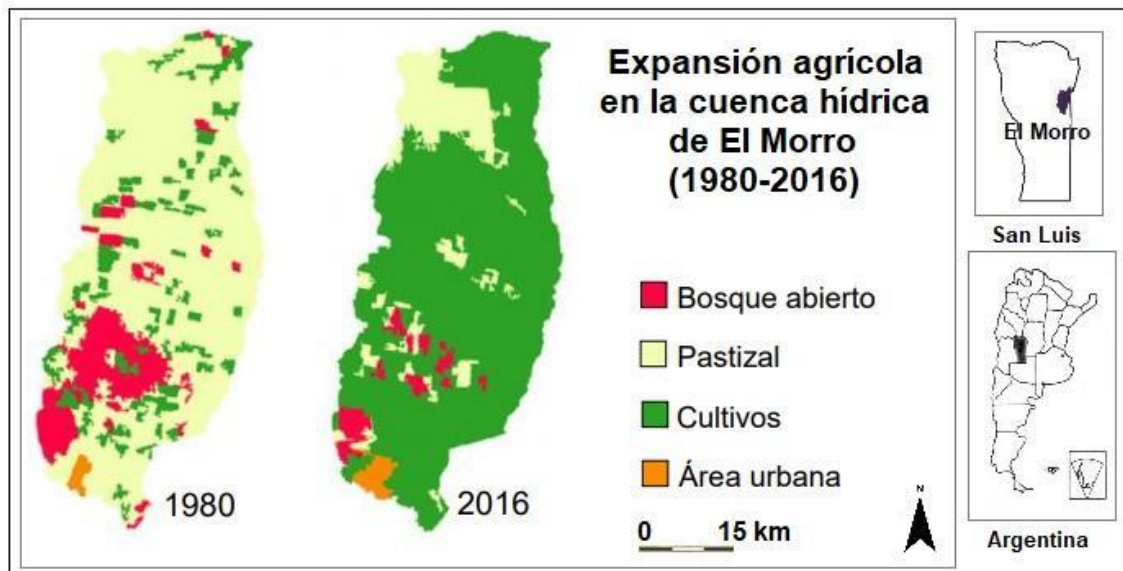 Expansión agrícola
en la cuenca hídrica
de El Morro
(1980-2016)
Bosque abierto
Pastizal
Cultivos
Área urbana
0 15 km
N
1980
2016
El Morro
San Luis
Argentina